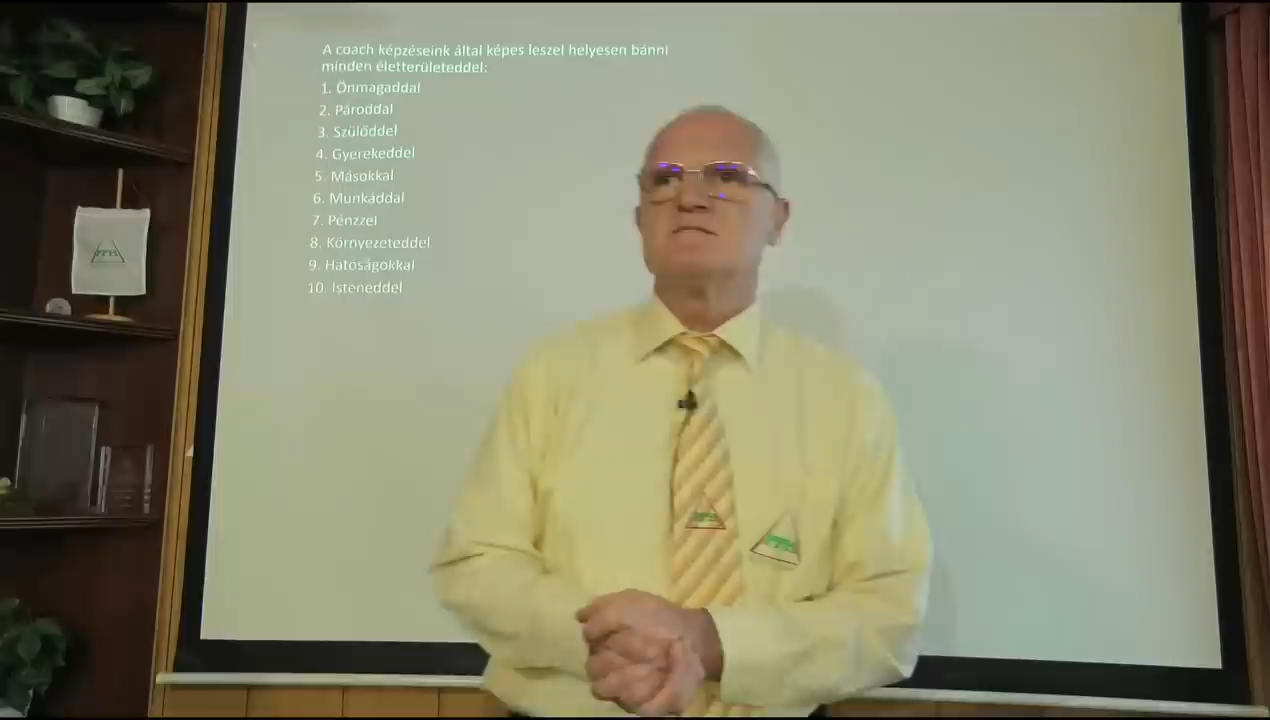 A coach képzéseink által képes leszel helyesen bánni
minden életterületeddel:
1. Önmagaddal
2. Pároddal
3. Szülőddel
4. Gyerekeddel
5. Másokkal
6. Munkáddal
7. Pénzzel
8. Környezeteddel
9. Hatóságokkal
10. Isteneddel